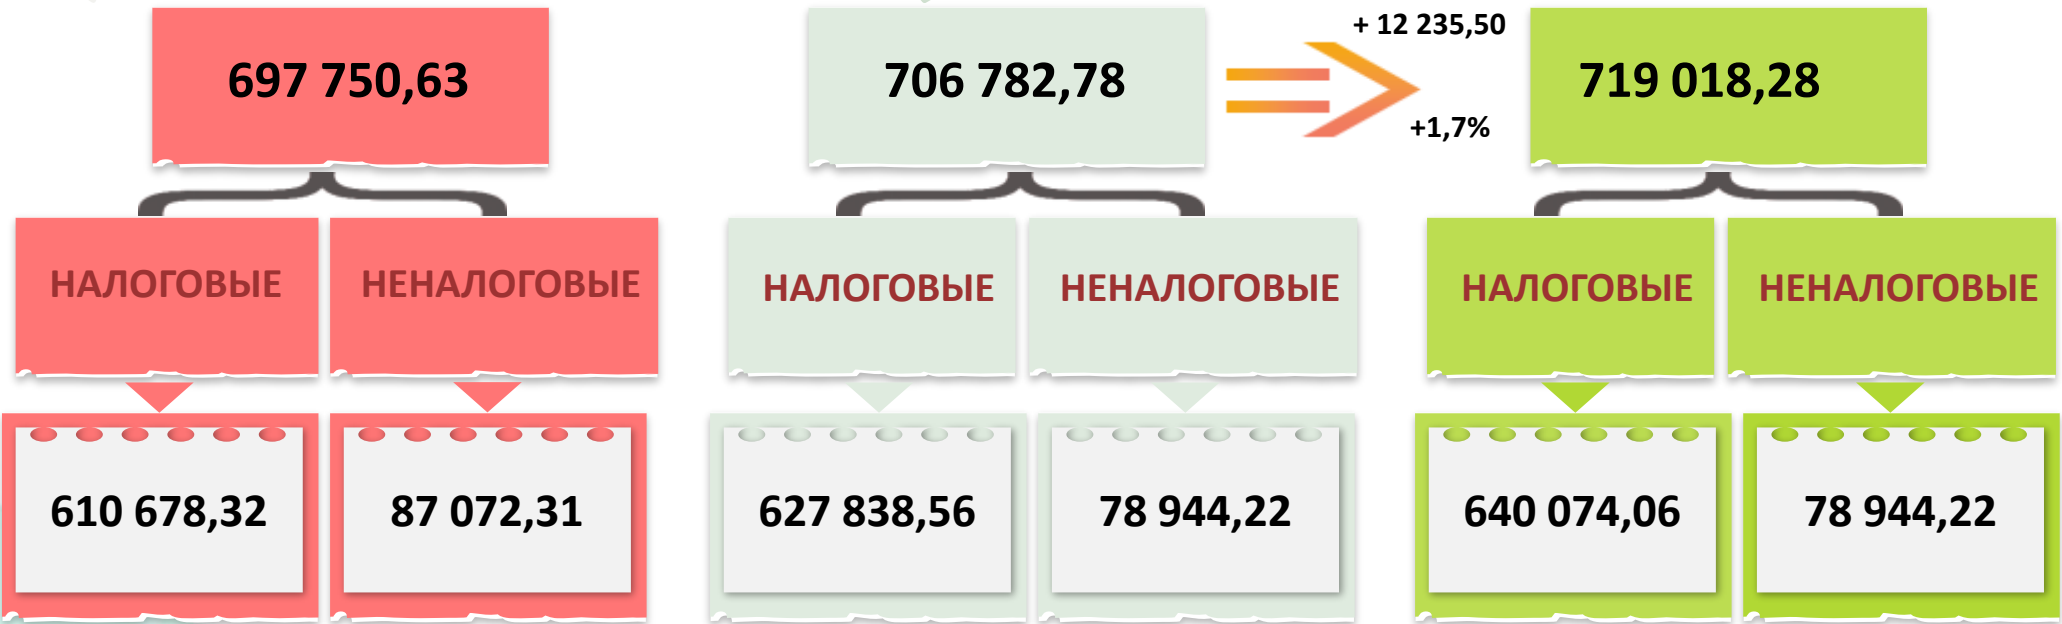 697 750,63
706 782,78
+ 12 235,50
+1,7%
719 018,28
НАЛОГОВЫЕ
НЕНАЛОГОВЫЕ
НАЛОГОВЫЕ
НЕНАЛОГОВЫЕ
НАЛОГОВЫЕ
НЕНАЛОГОВЫЕ
610 678,32
87 072,31
627 838,56
78 944,22
640 074,06
78 944,22